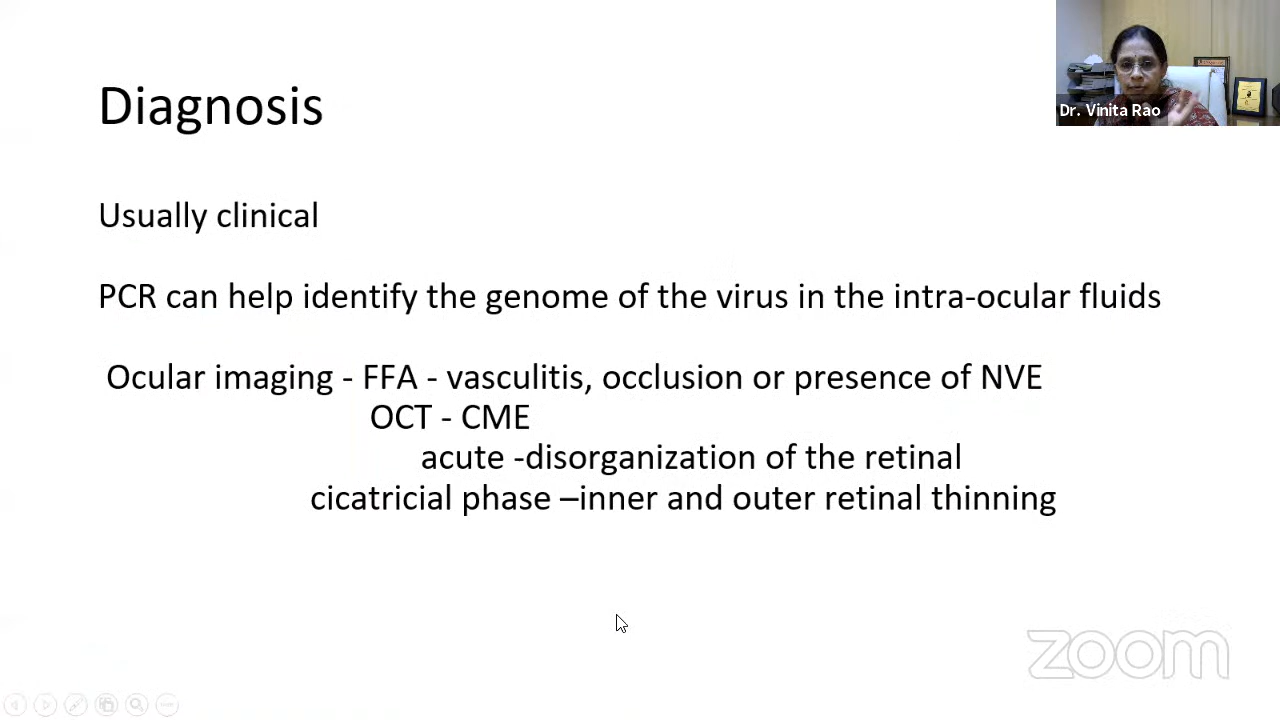 Dr. Vinita Rao
Diagnosis
Usually clinical
PCR can help identify the genome of the virus in the intra-ocular fluids
Ocular imaging - FFA - vasculitis, occlusion or presence of NVE
OCT - CME
acute -disorganization of the retinal
cicatricial phase –inner and outer retinal thinning
zoom